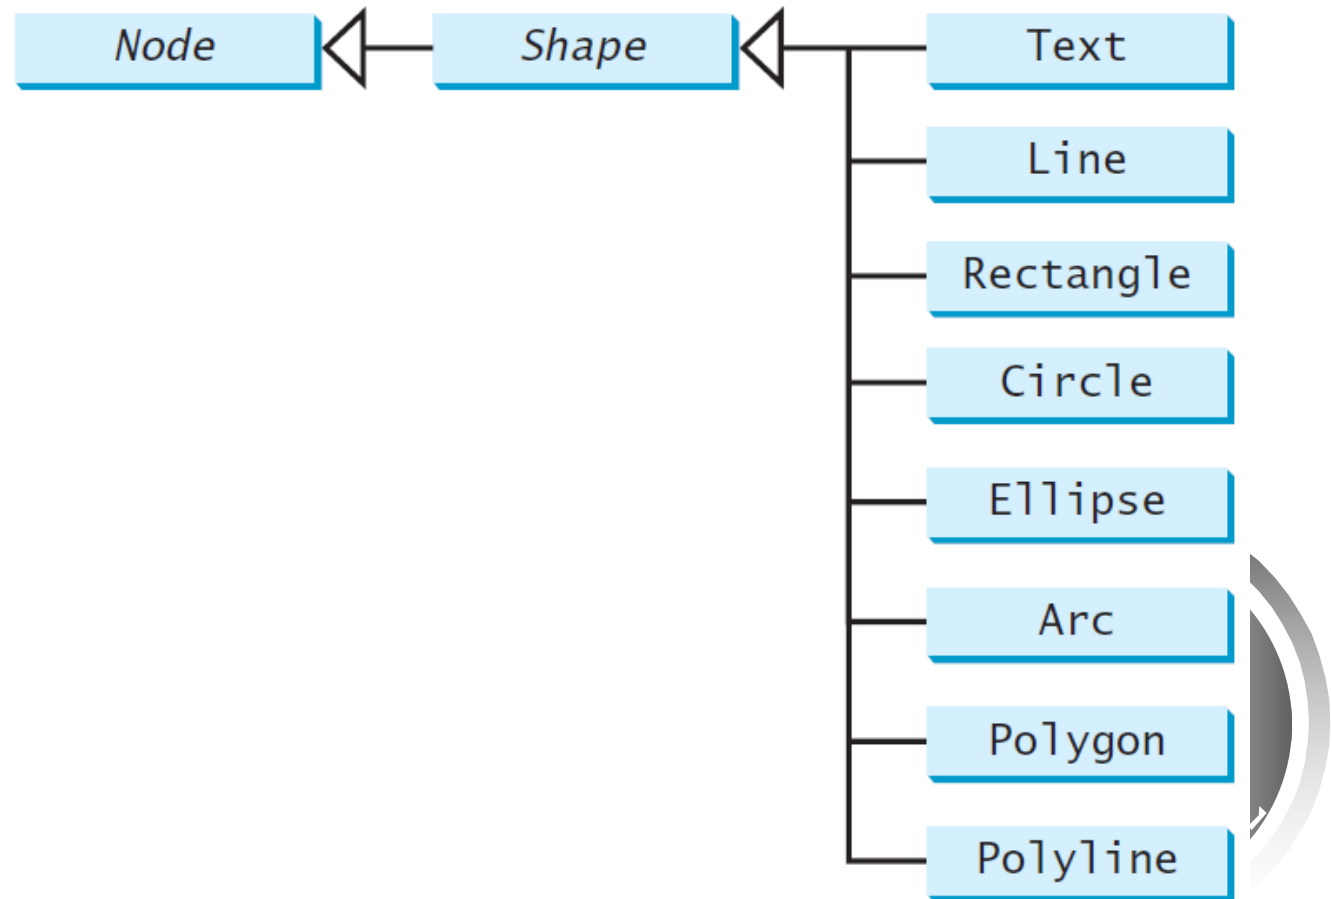 Node
Shape
Text
Line
Rectangle
Circle
Ellipse
Arc
Polygon
Polyline